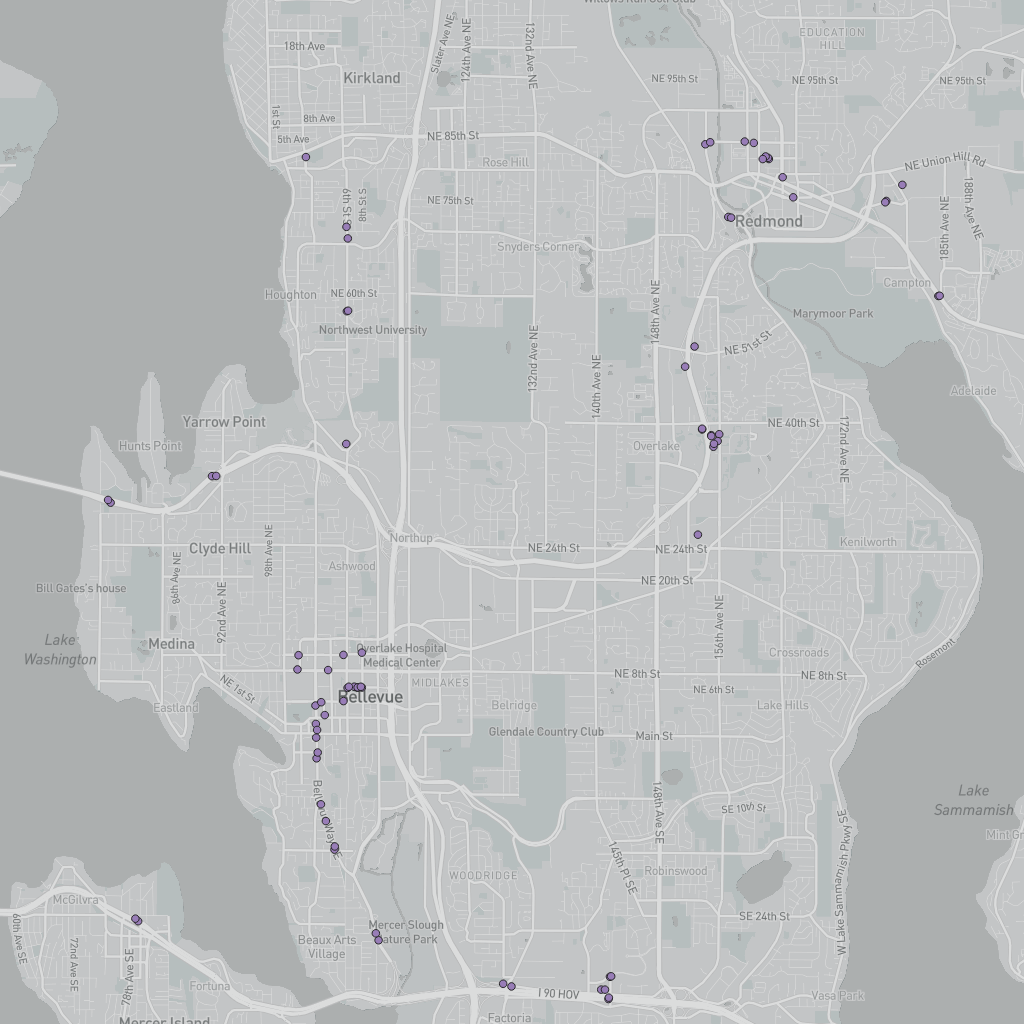 Willows Run Golf Club
18th Ave
Slater Ave NE
124th Ave NE
132nd Ave NE
EDUCATION
HILL
Kirkland
NE 95th St
NE 95th St
NE 95th St
1st St
8th Ave
5th Ave
NE 85th St
Rose Hill
NE Union Hill Rd
6th St S
8th St S
NE 75th St
188th Ave NE
185th Ave NE
Redmond
Snyders Corner
Houghton
NE 60th St
148th Ave NE
Campton
Northwest University
Marymoor Park
NE 51st St
132nd Ave NE
140th Ave NE
Adelaide
Yarrow Point
NE 40th St
172nd Ave NE
Hunts Point
Overlake
Northup
Clyde Hill
98th Ave NE
NE 24th St
NE 24th St
Kenilworth
Ashwood
86th Ave NE
NE 20th St
Bill Gates's house
92nd Ave NE
156th Ave NE
Lake
Washington
Medina
Overlake Hospital
Medical Center
Crossroads
Rosemont
NE 8th St
NE 8th St
MIDLAKES
NE 1st St
NE 6th St
Bellevue
Eastland
Belridge
Lake Hills
Glendale Country Club
Main St
148th Ave SE
SE 10th St
Lake
Sammamish
W Lake Sammamish Pkwy SE
145th Pl SE
WOODRIDGE
Robinswood
McGilvra
60th Ave SE
72nd Ave SE
78th Ave SE
SE 24th St
Mercer Slough
Nature Park
Beaux Arts
Village
Fortuna
I 90 HOV
Vasa Park
Factoria
Mercer Island